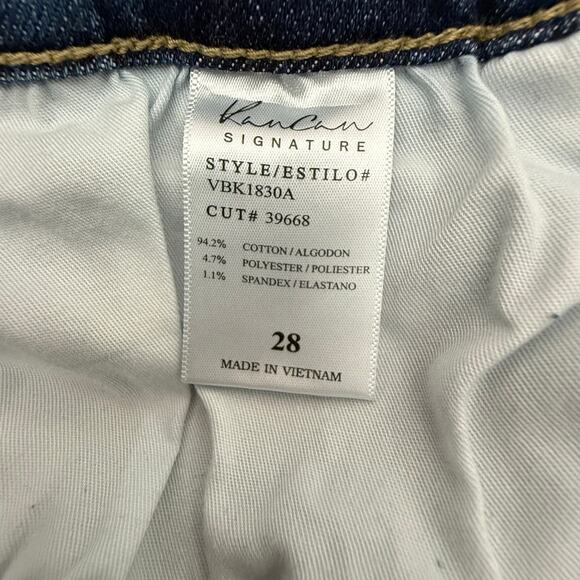 KanCan
SIGNATURE
STYLE/ESTILO#
VBK1830A
CUT# 39668
94.2% COTTON / ALGODON
4.7% POLYESTER / POLIESTER
1.1% SPANDEX / ELASTANO
28
MADE IN VIETNAM